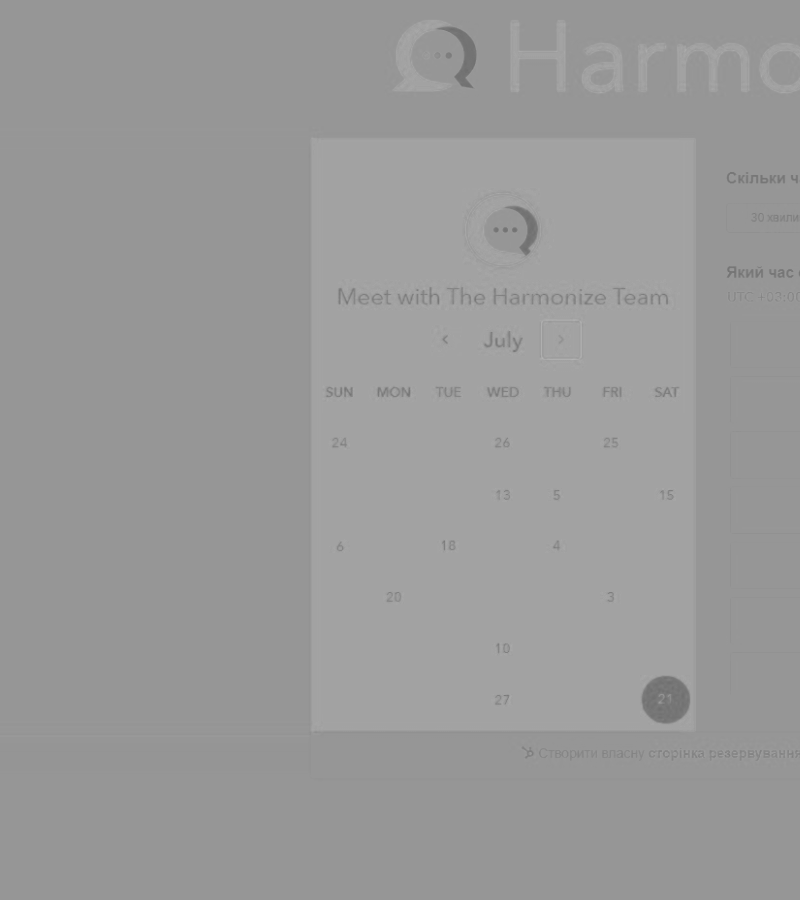 Harmo
Meet with The Harmonize Team
July
SUN MON TUE WED THU FRI SAT
24 26 25
13 5 15
6 18 4
20 3
10
27 21
Скільки ч
30 хвили
Який час
UTC +03:00
Створити власну сторінка резервування